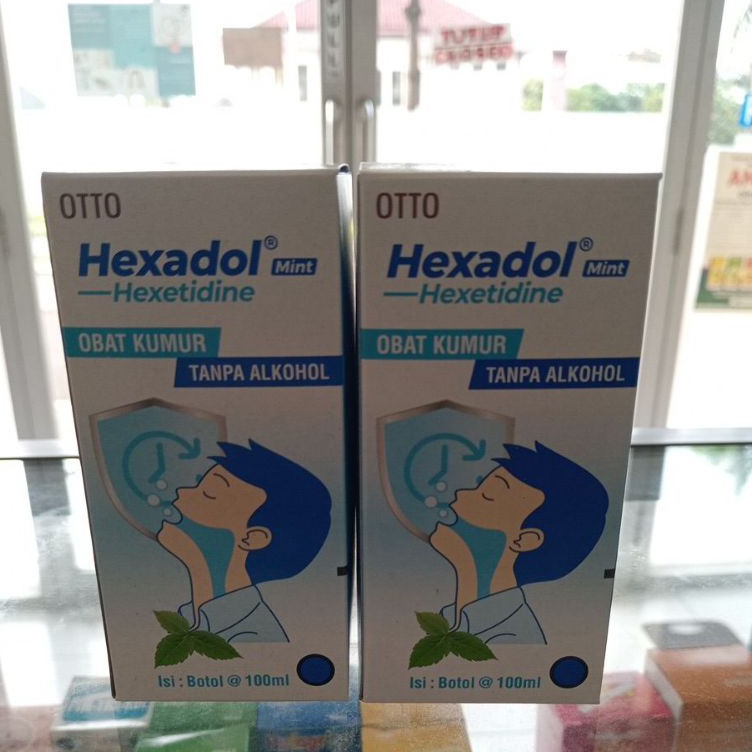 TUTUP
CLOSED
OTTO
Hexadol® Mint
—Hexetidine
OBAT KUMUR
TANPA ALKOHOL
Isi : Botol @ 100ml
OTTO
Hexadol® Mint
—Hexetidine
OBAT KUMUR
TANPA ALKOHOL
Isi : Botol @ 100ml